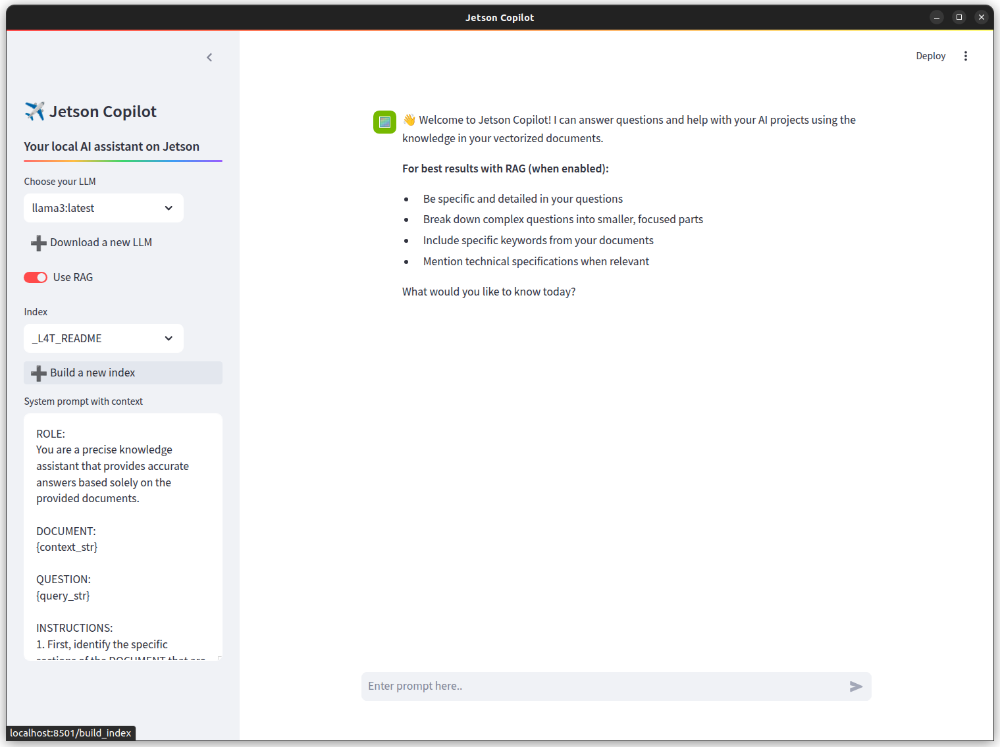 Jetson Copilot
Deploy
✈️ Jetson Copilot
Your local AI assistant on Jetson
Choose your LLM
llama3:latest
➕ Download a new LLM
Use RAG
Index
_L4T_README
➕ Build a new index
System prompt with context
ROLE:
You are a precise knowledge
assistant that provides accurate
answers based solely on the
provided documents.
DOCUMENT:
{context_str}
QUESTION:
{query_str}
INSTRUCTIONS:
1. First, identify the specific
sections of the DOCUMENT that are
👋 Welcome to Jetson Copilot! I can answer questions and help with your AI projects using the
knowledge in your vectorized documents.
For best results with RAG (when enabled):
• Be specific and detailed in your questions
• Break down complex questions into smaller, focused parts
• Include specific keywords from your documents
• Mention technical specifications when relevant
What would you like to know today?
Enter prompt here..
localhost:8501/build_index